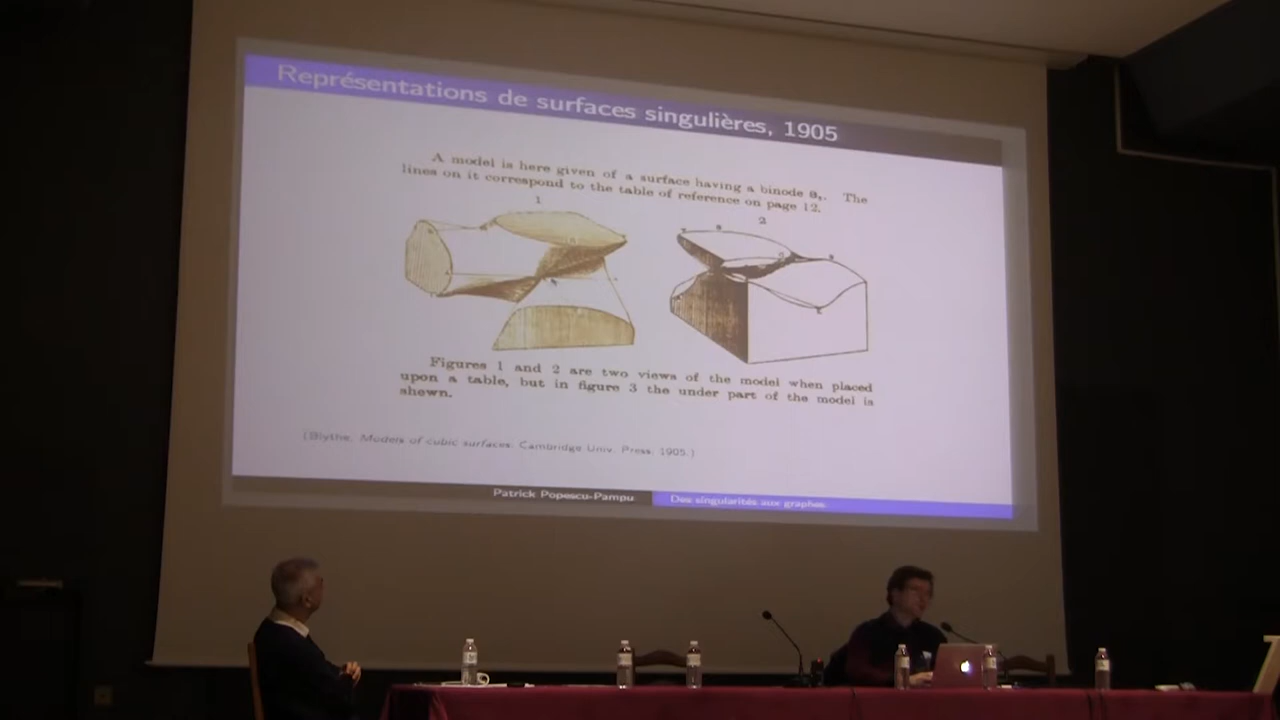 Représentations de surfaces singulières, 1905
A model is here given of a surface having a binode The
lines on it correspond to the table of reference on page 12.
1
2
Figures 1 and 2 are two views of the model when placed
upon a table, but in figure 3 the under part of the model is
shewn.
(Blythe, Models of cubic surfaces. Cambridge Univ. Press, 1905.)
Patrick Popescu-Pampu
Des singularités aux graphes